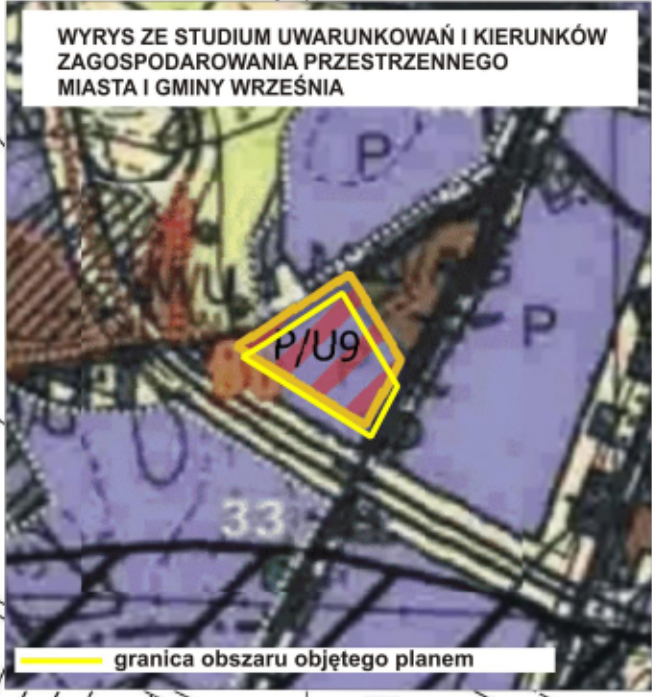 WYRYS ZE STUDIUM UWARUNKOWAŃ I KIERUNKÓW
ZAGOSPODAROWANIA PRZESTRZENNEGO
MIASTA I GMINY WRZEŚNIA
P
P
P/U9
33
granica obszaru objętego planem